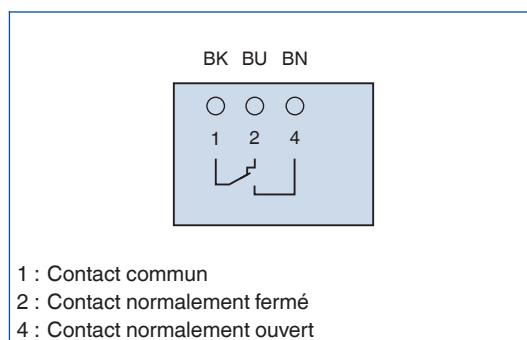 BK BU BN
1 2 4
1 : Contact commun
2 : Contact normalement fermé
4 : Contact normalement ouvert